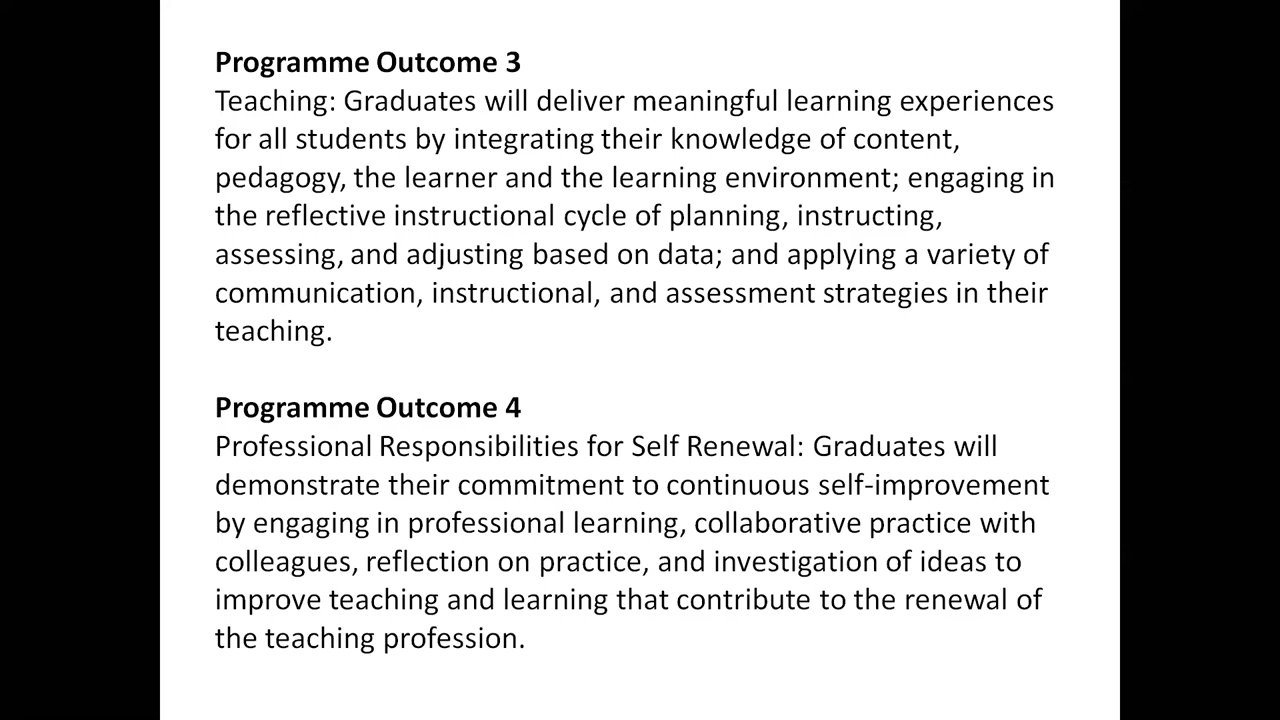 Programme Outcome 3
Teaching: Graduates will deliver meaningful learning experiences
for all students by integrating their knowledge of content,
pedagogy, the learner and the learning environment; engaging in
the reflective instructional cycle of planning, instructing,
assessing, and adjusting based on data; and applying a variety of
communication, instructional, and assessment strategies in their
teaching.
Programme Outcome 4
Professional Responsibilities for Self Renewal: Graduates will
demonstrate their commitment to continuous self-improvement
by engaging in professional learning, collaborative practice with
colleagues, reflection on practice, and investigation of ideas to
improve teaching and learning that contribute to the renewal of
the teaching profession.